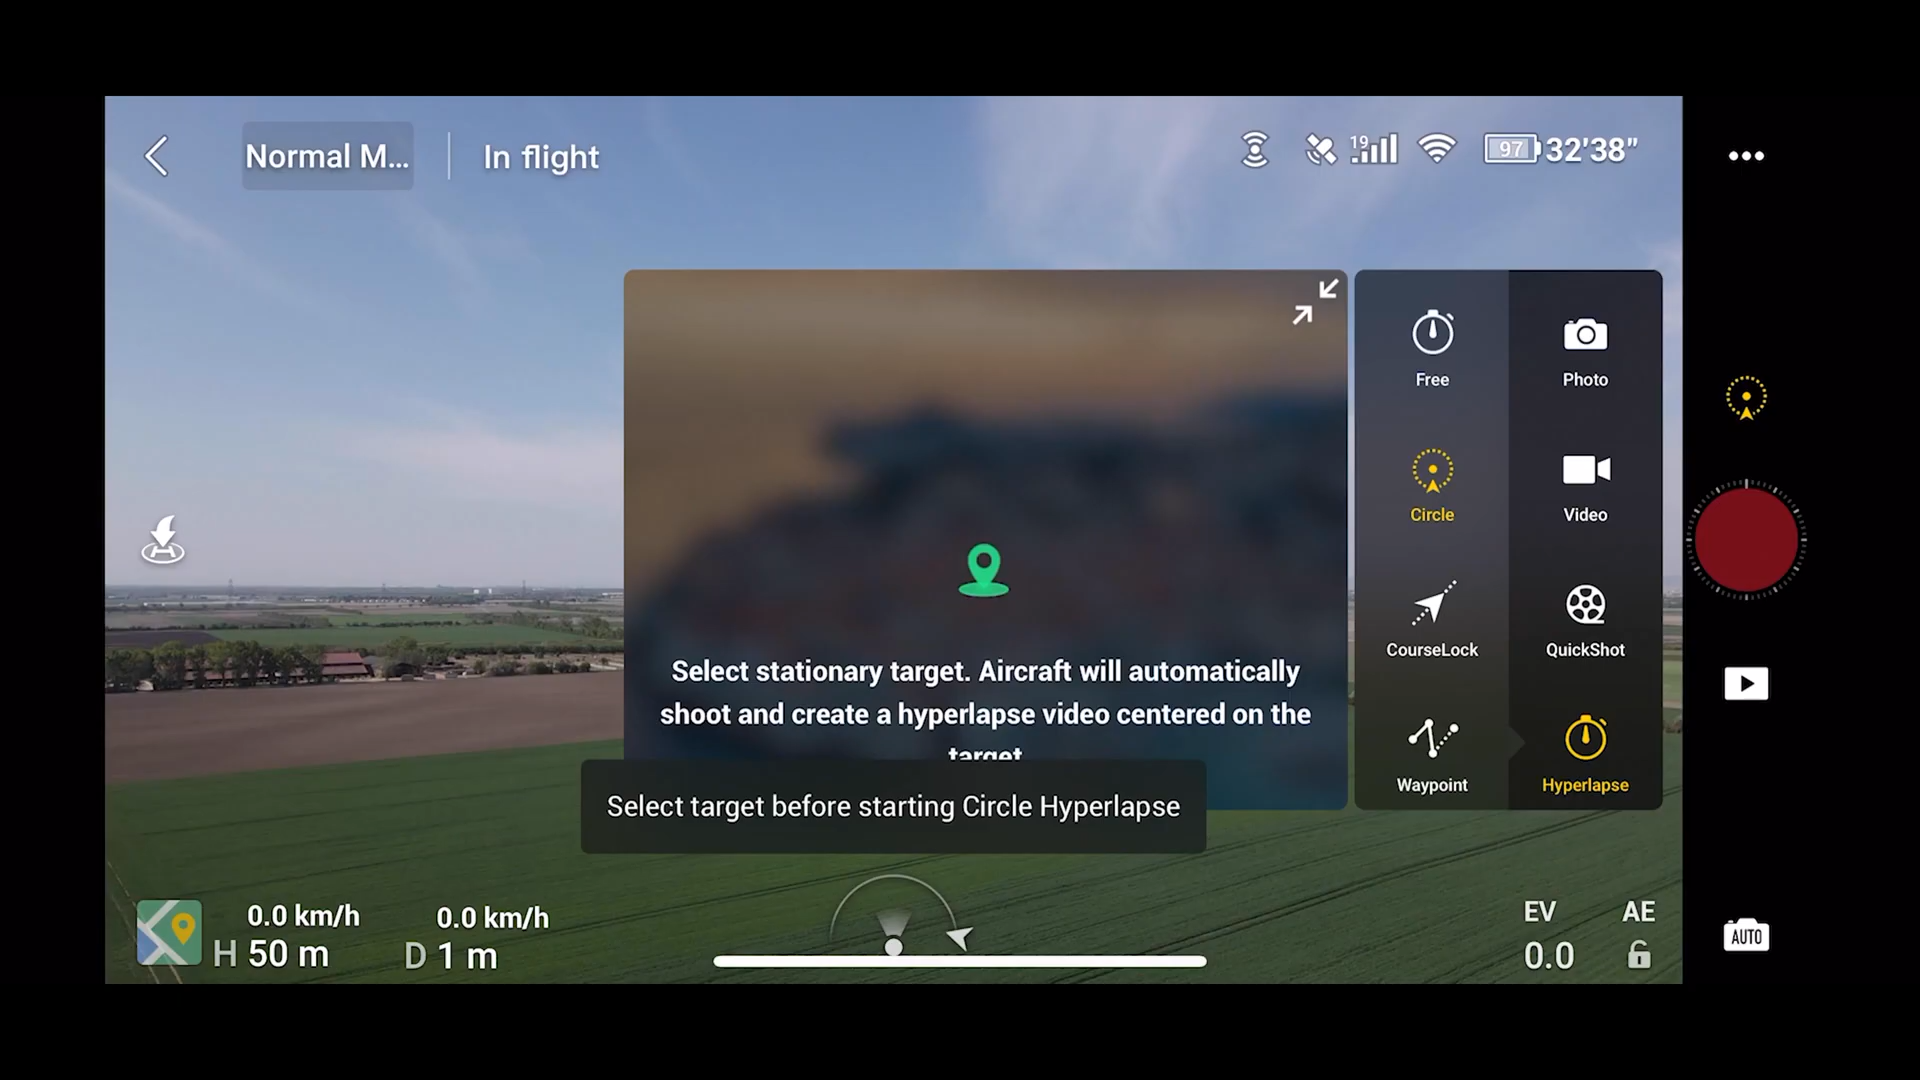 Normal M...
In flight
19
97
32'38"
Free
Photo
Circle
Video
CourseLock
QuickShot
Waypoint
Hyperlapse
Select stationary target. Aircraft will automatically
shoot and create a hyperlapse video centered on the
target
Select target before starting Circle Hyperlapse
0.0 km/h
0.0 km/h
H 50 m
D 1 m
EV
AE
0.0
AUTO